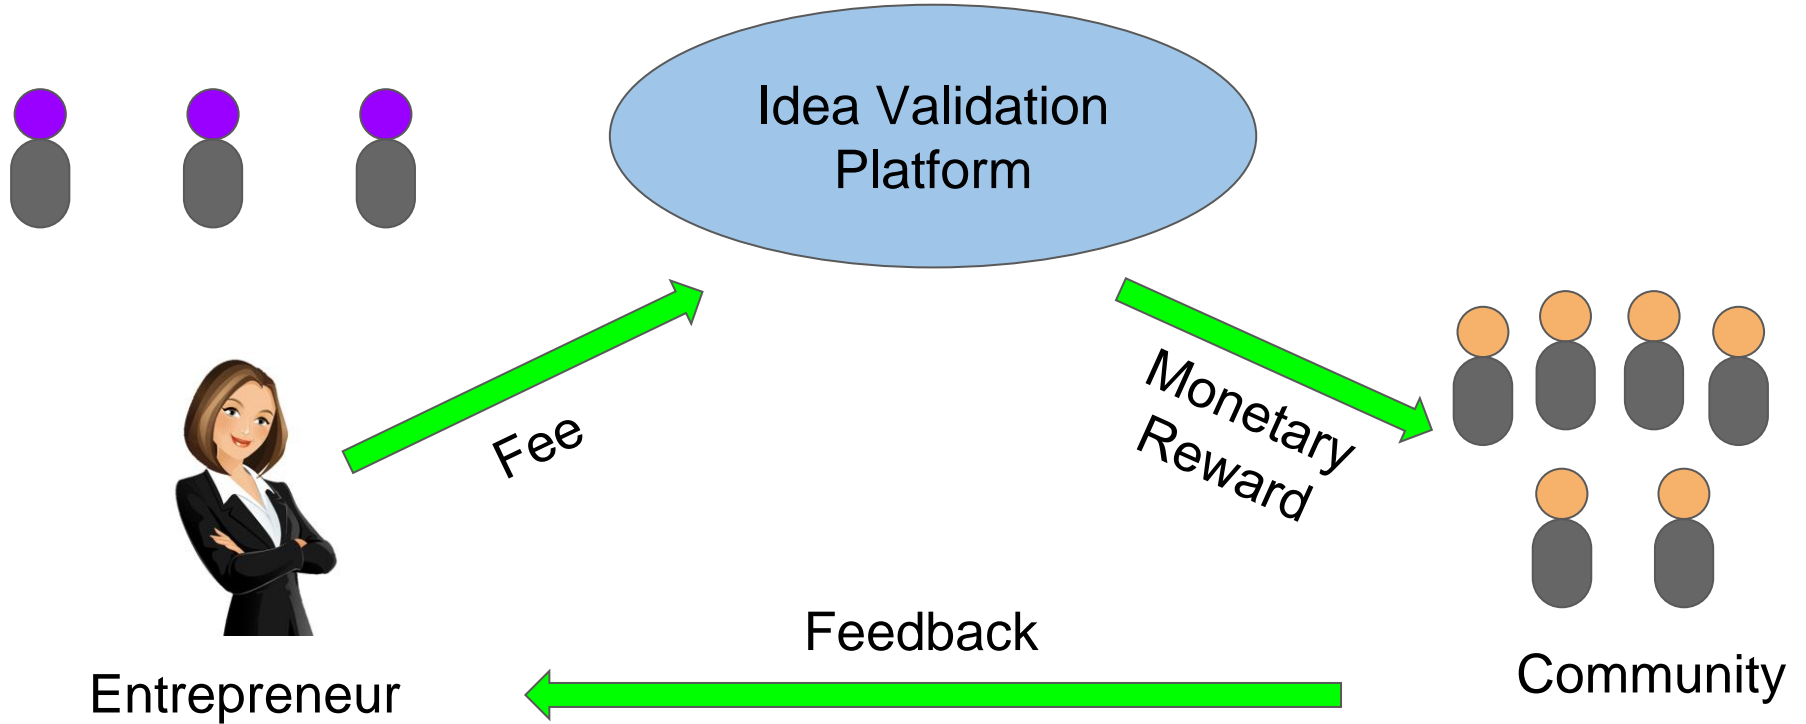 Idea Validation
Platform
Fee
Monetary
Reward
Feedback
Entrepreneur
Community